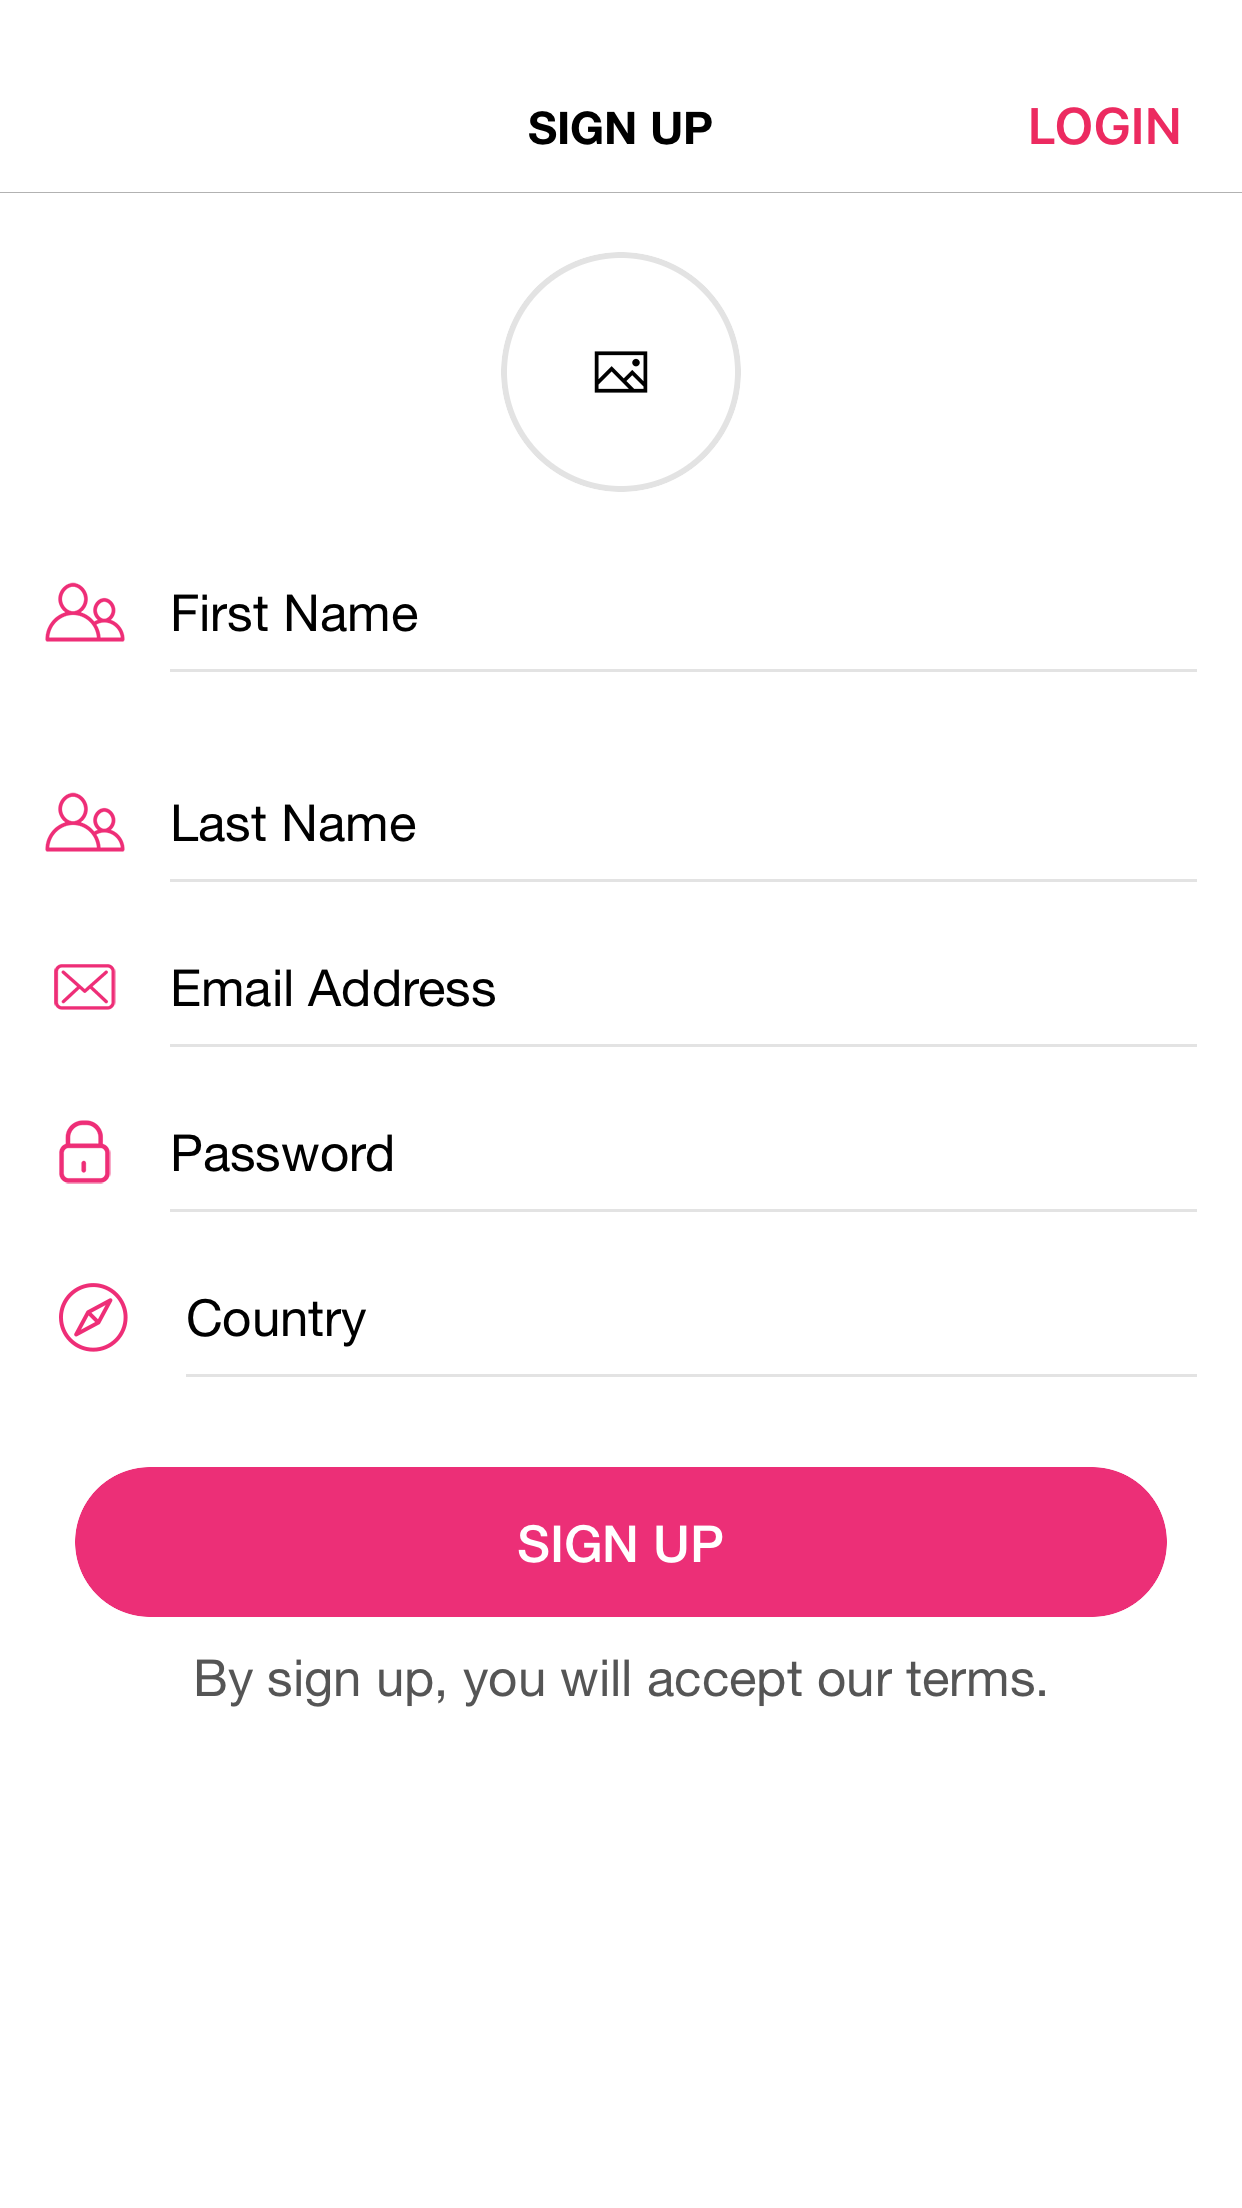 SIGN UP
LOGIN
First Name
Last Name
Email Address
Password
Country
SIGN UP
By sign up, you will accept our terms.